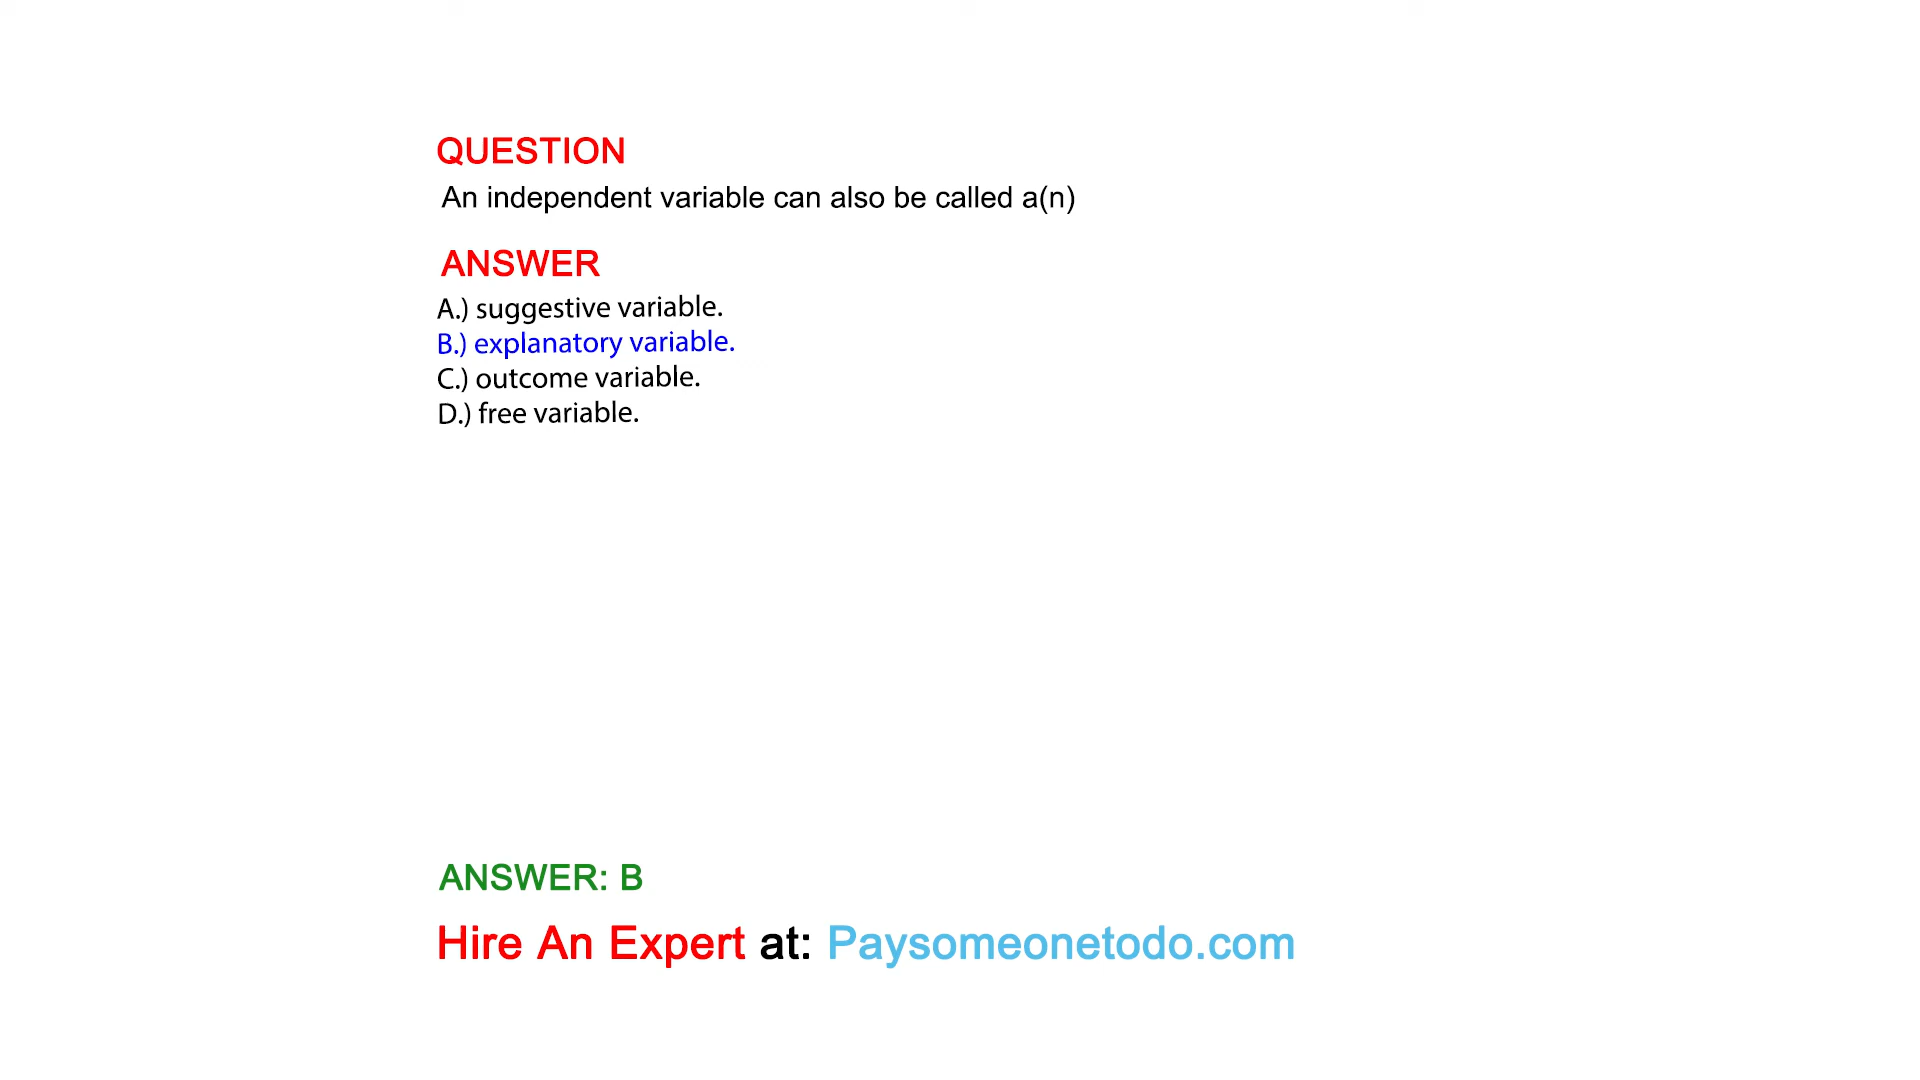 QUESTION
An independent variable can also be called a(n)
ANSWER
A.) suggestive variable.
B.) explanatory variable.
C.) outcome variable.
D.) free variable.
ANSWER: B
Hire An Expert at: Paysomeonetodo.com